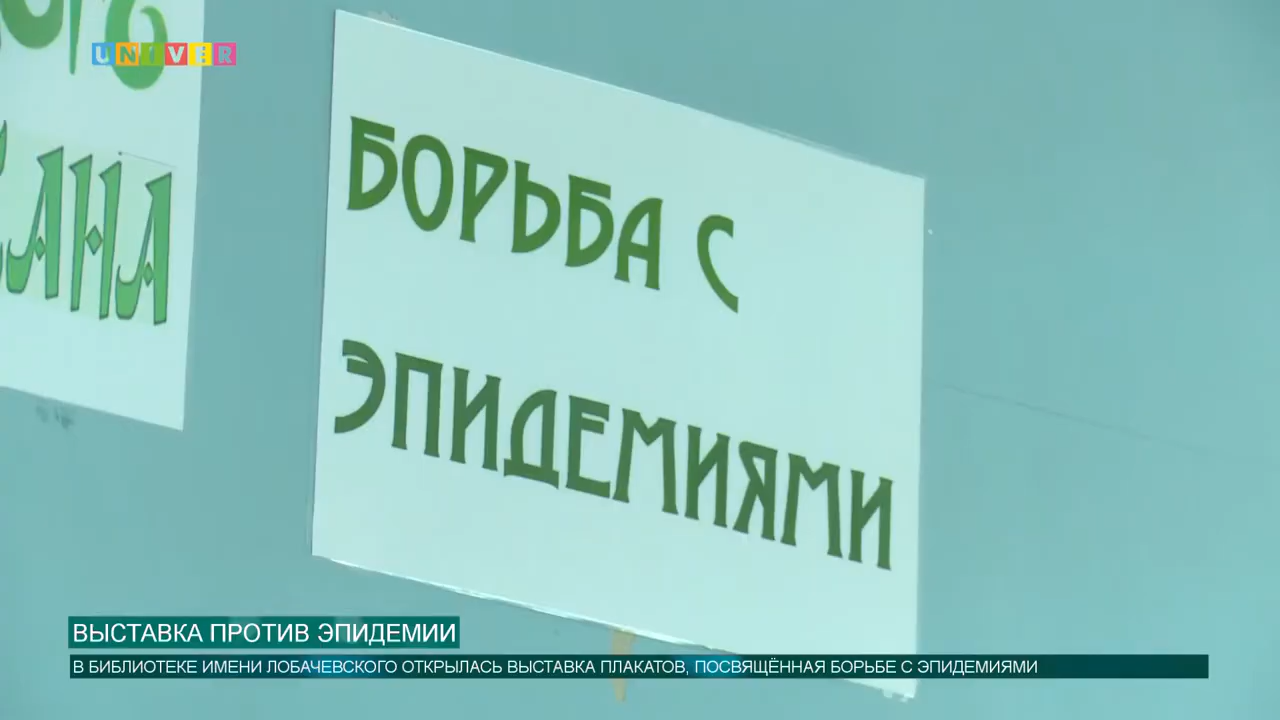 UNIVER
БОРЬБА С
ЭПИДЕМИЯМИ
ВЫСТАВКА ПРОТИВ ЭПИДЕМИИ
В БИБЛИОТЕКЕ ИМЕНИ ЛОБАЧЕВСКОГО ОТКРЫЛАСЬ ВЫСТАВКА ПЛАКАТОВ, ПОСВЯЩЁННАЯ БОРЬБЕ С ЭПИДЕМИЯМИ